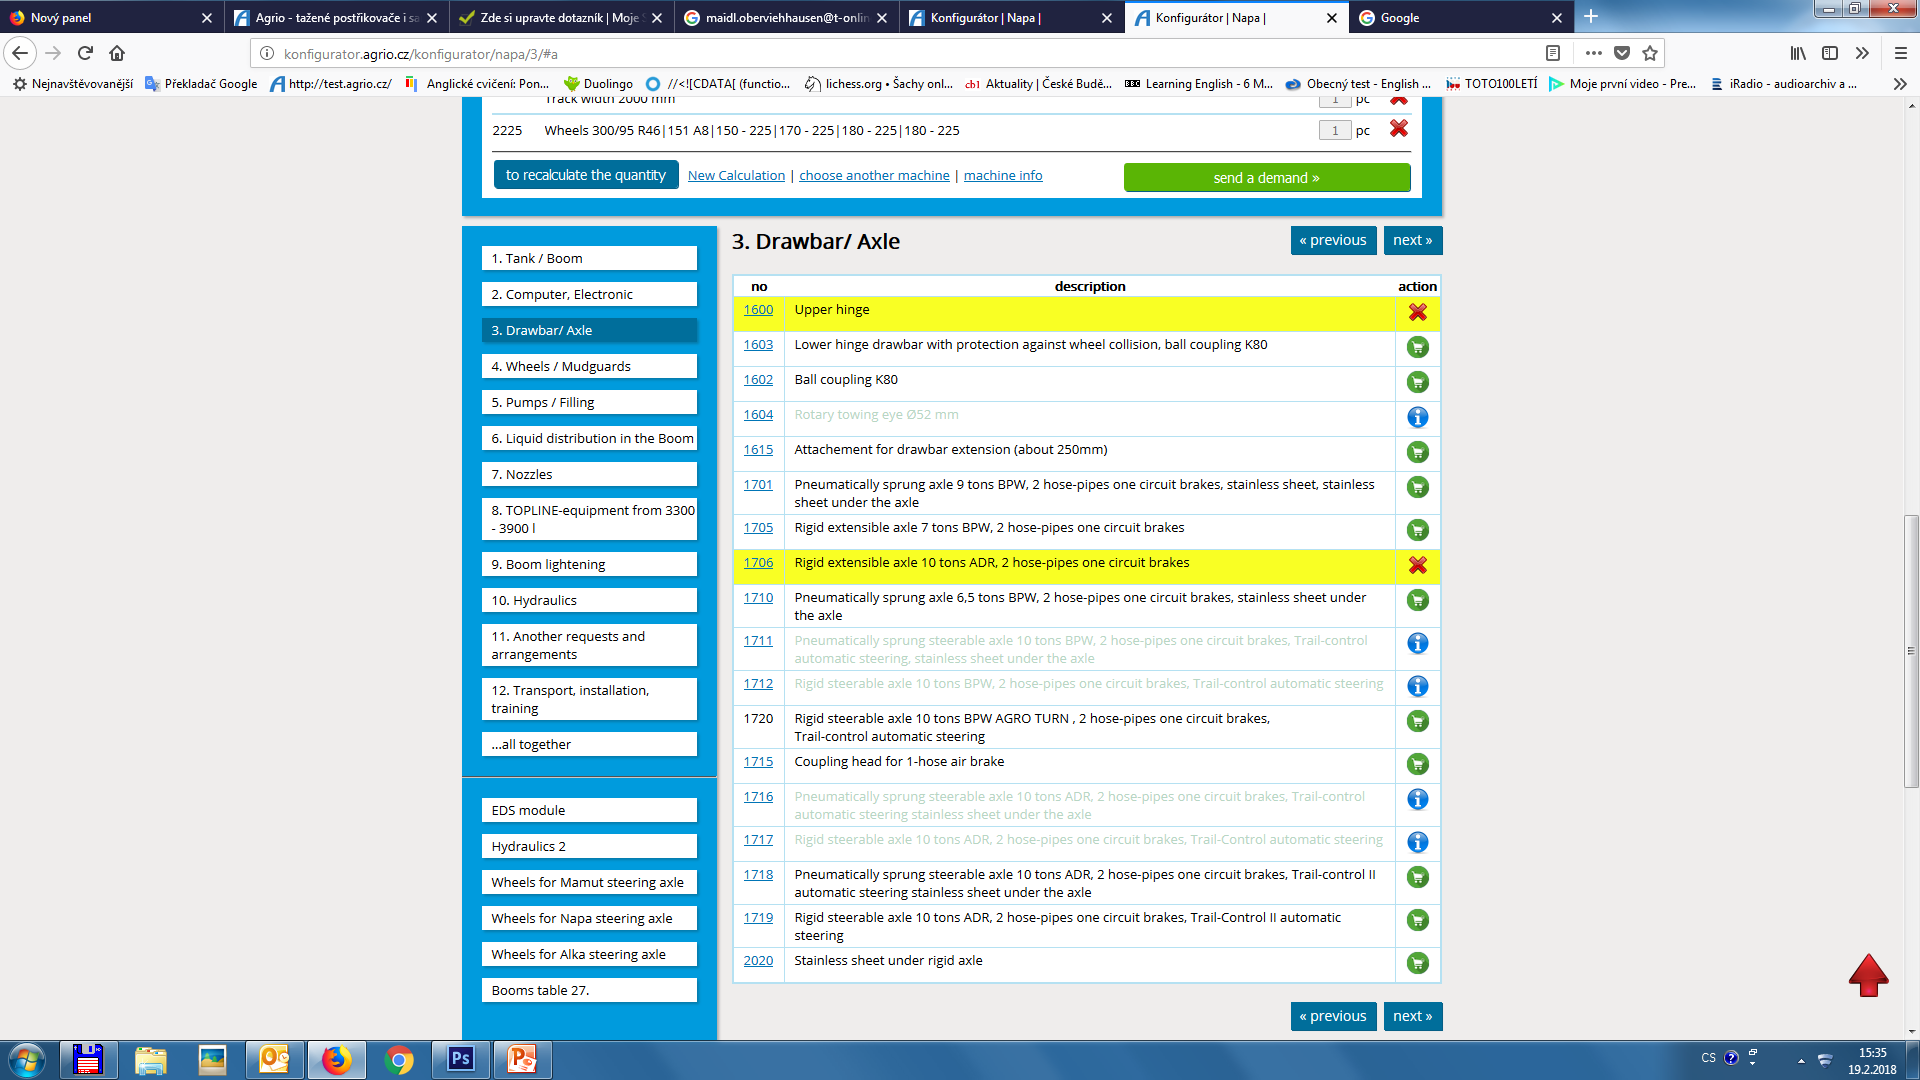 Nový panel
Agrio - tažené postřikovače i sa
Zde si upravte dotazník | Moje
maidl.oberviehhausen@t-onlin
Konfigurátor | Napa |
Konfigurátor | Napa |
Google
konfigurator.agrio.cz/konfigurator/napa/3/#a
Nejnavštěvovanější
Překladač Google
http://test.agrio.cz/
Anglické cvičení: Pon...
Duolingo
//<![CDATA[ (functio...
lichess.org • Šachy onl...
Aktuality | České Budě...
Learning English - 6 M...
Obecný test - English ...
TOTO100LETÍ
Moje první video - Pre...
iRadio - audioarchiv a ...
Track width 2000 mm 1 pc
2225 Wheels 300/95 R46|151 A8|150 - 225|170 - 225|180 - 225|180 - 225 1 pc
to recalculate the quantity New Calculation | choose another machine | machine info send a demand »
1. Tank / Boom
2. Computer, Electronic
3. Drawbar/ Axle
4. Wheels / Mudguards
5. Pumps / Filling
6. Liquid distribution in the Boom
7. Nozzles
8. TOPLINE-equipment from 3300
- 3900 l
9. Boom lightening
10. Hydraulics
11. Another requests and
arrangements
12. Transport, installation,
training
...all together
EDS module
Hydraulics 2
Wheels for Mamut steering axle
Wheels for Napa steering axle
Wheels for Alka steering axle
Booms table 27.
3. Drawbar/ Axle
« previous next »
no description action
1600 Upper hinge
1603 Lower hinge drawbar with protection against wheel collision, ball coupling K80
1602 Ball coupling K80
1604 Rotary towing eye Ø52 mm
1615 Attachement for drawbar extension (about 250mm)
1701 Pneumatically sprung axle 9 tons BPW, 2 hose-pipes one circuit brakes, stainless sheet, stainless
sheet under the axle
1705 Rigid extensible axle 7 tons BPW, 2 hose-pipes one circuit brakes
1706 Rigid extensible axle 10 tons ADR, 2 hose-pipes one circuit brakes
1710 Pneumatically sprung axle 6,5 tons BPW, 2 hose-pipes one circuit brakes, stainless sheet under
the axle
1711 Pneumatically sprung steerable axle 10 tons BPW, 2 hose-pipes one circuit brakes, Trail-control
automatic steering, stainless sheet under the axle
1712 Rigid steerable axle 10 tons BPW, 2 hose-pipes one circuit brakes, Trail-control automatic steering
1720 Rigid steerable axle 10 tons BPW AGRO TURN , 2 hose-pipes one circuit brakes,
Trail-control automatic steering
1715 Coupling head for 1-hose air brake
1716 Pneumatically sprung steerable axle 10 tons ADR, 2 hose-pipes one circuit brakes, Trail-control
automatic steering stainless sheet under the axle
1717 Rigid steerable axle 10 tons ADR, 2 hose-pipes one circuit brakes, Trail-Control automatic steering
1718 Pneumatically sprung steerable axle 10 tons ADR, 2 hose-pipes one circuit brakes, Trail-control II
automatic steering stainless sheet under the axle
1719 Rigid steerable axle 10 tons ADR, 2 hose-pipes one circuit brakes, Trail-Control II automatic
steering
2020 Stainless sheet under rigid axle
« previous next »
Ps
CS
15:35
19.2.2018